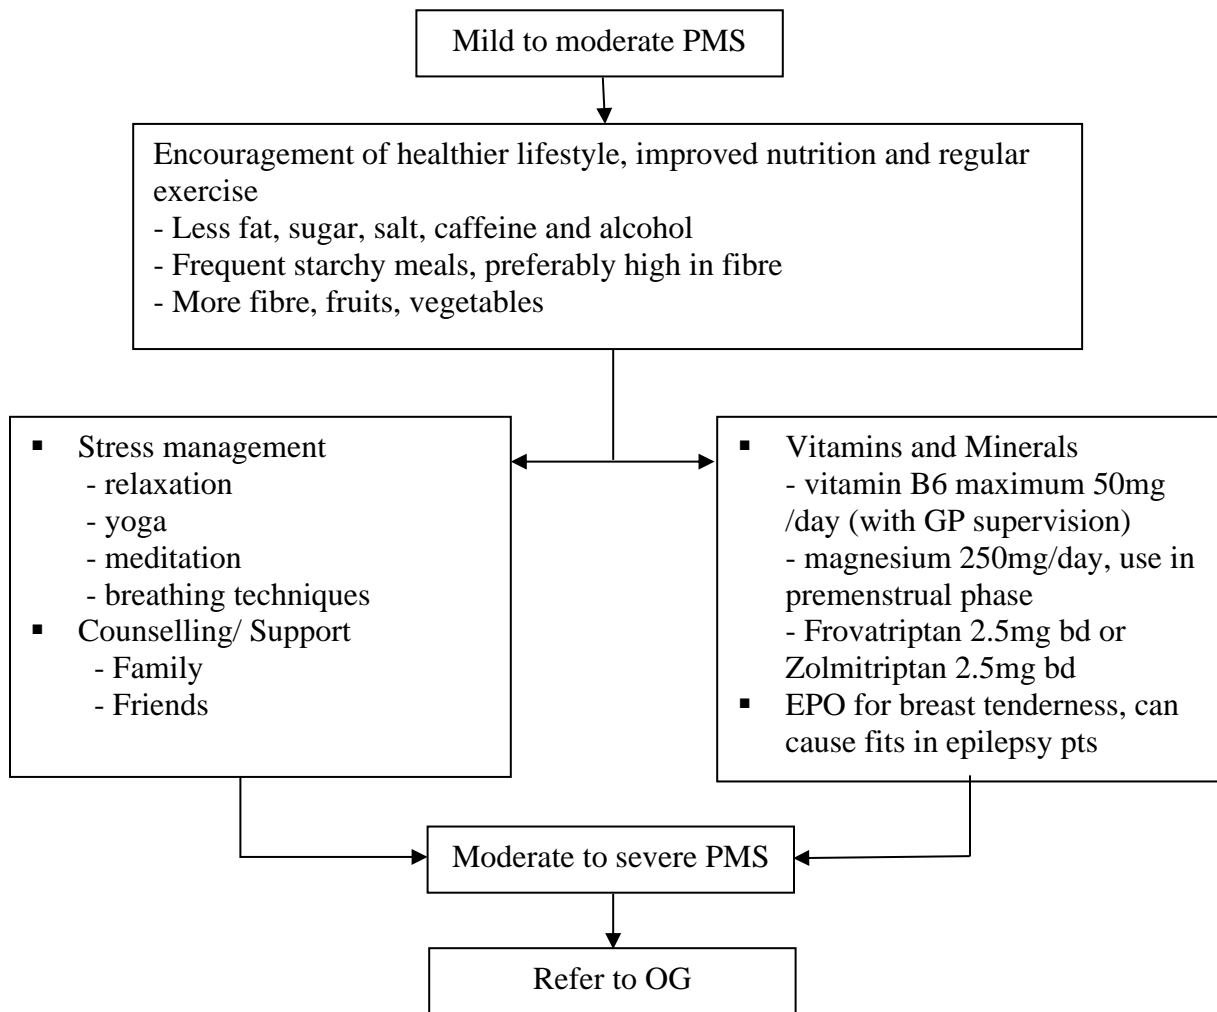 Mild to moderate PMS
Encouragement of healthier lifestyle, improved nutrition and regular
exercise
- Less fat, sugar, salt, caffeine and alcohol
- Frequent starchy meals, preferably high in fibre
- More fibre, fruits, vegetables
▪ Stress management
- relaxation
- yoga
- meditation
- breathing techniques
▪ Counselling/ Support
- Family
- Friends
▪ Vitamins and Minerals
- vitamin B6 maximum 50mg
/day (with GP supervision)
- magnesium 250mg/day, use in
premenstrual phase
- Frovatriptan 2.5mg bd or
Zolmitriptan 2.5mg bd
▪ EPO for breast tenderness, can
cause fits in epilepsy pts
Moderate to severe PMS
Refer to OG